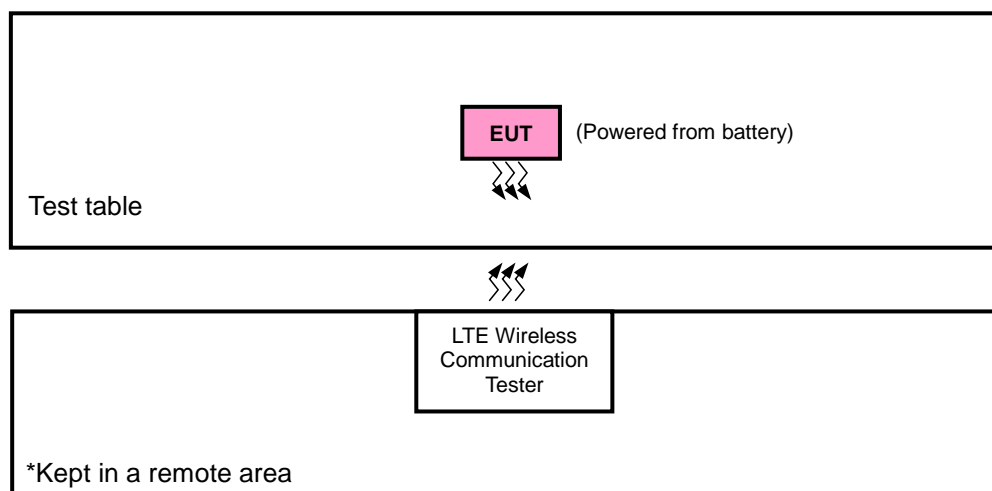 EUT
(Powered from battery)
Test table
LTE Wireless
Communication
Tester
*Kept in a remote area